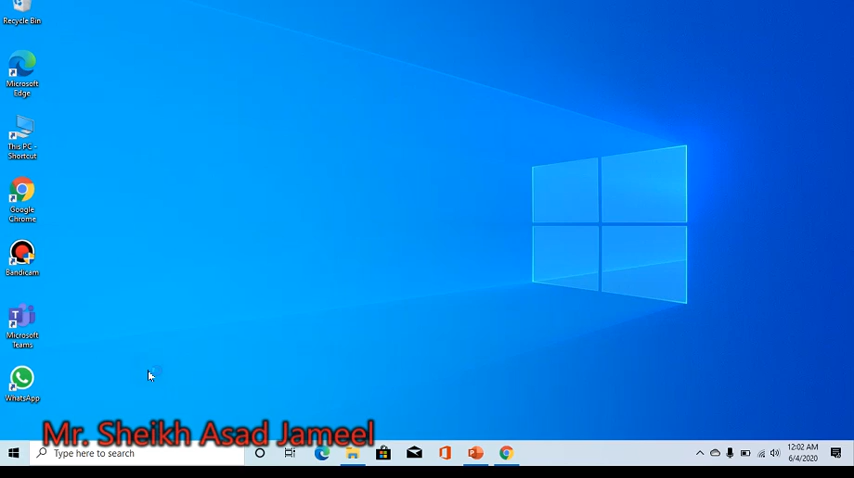 Recycle Bin
Microsoft
Edge
This PC -
Shortcut
Google
Chrome
Bandicam
Microsoft
Teams
WhatsApp
Mr. Sheikh Asad Jameel
Type here to search
12:02 AM
6/4/2020